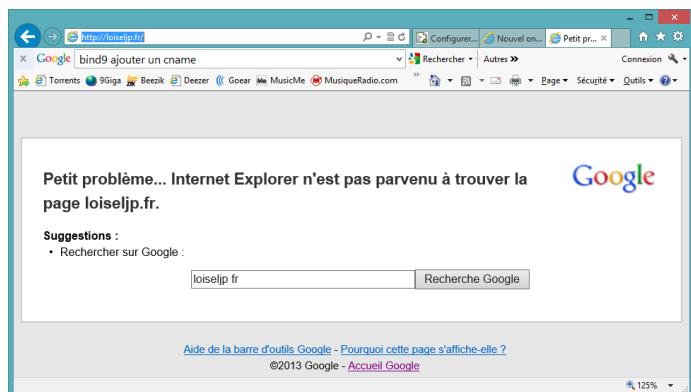 http://loiseljp.fr/
Configurer... Nouvel on... Petit pr...
Google bind9 ajouter un cname Rechercher Autres » Connexion
Torrents 9Giga Beezik Deezer Goear MusicMe MusiqueRadio.com » Page Sécurité Outils
Petit problème... Internet Explorer n'est pas parvenu à trouver la
page loiseljp.fr.
Google
Suggestions :
• Rechercher sur Google :
loiseljp fr Recherche Google
Aide de la barre d'outils Google - Pourquoi cette page s'affiche-elle ?
©2013 Google - Accueil Google
125%